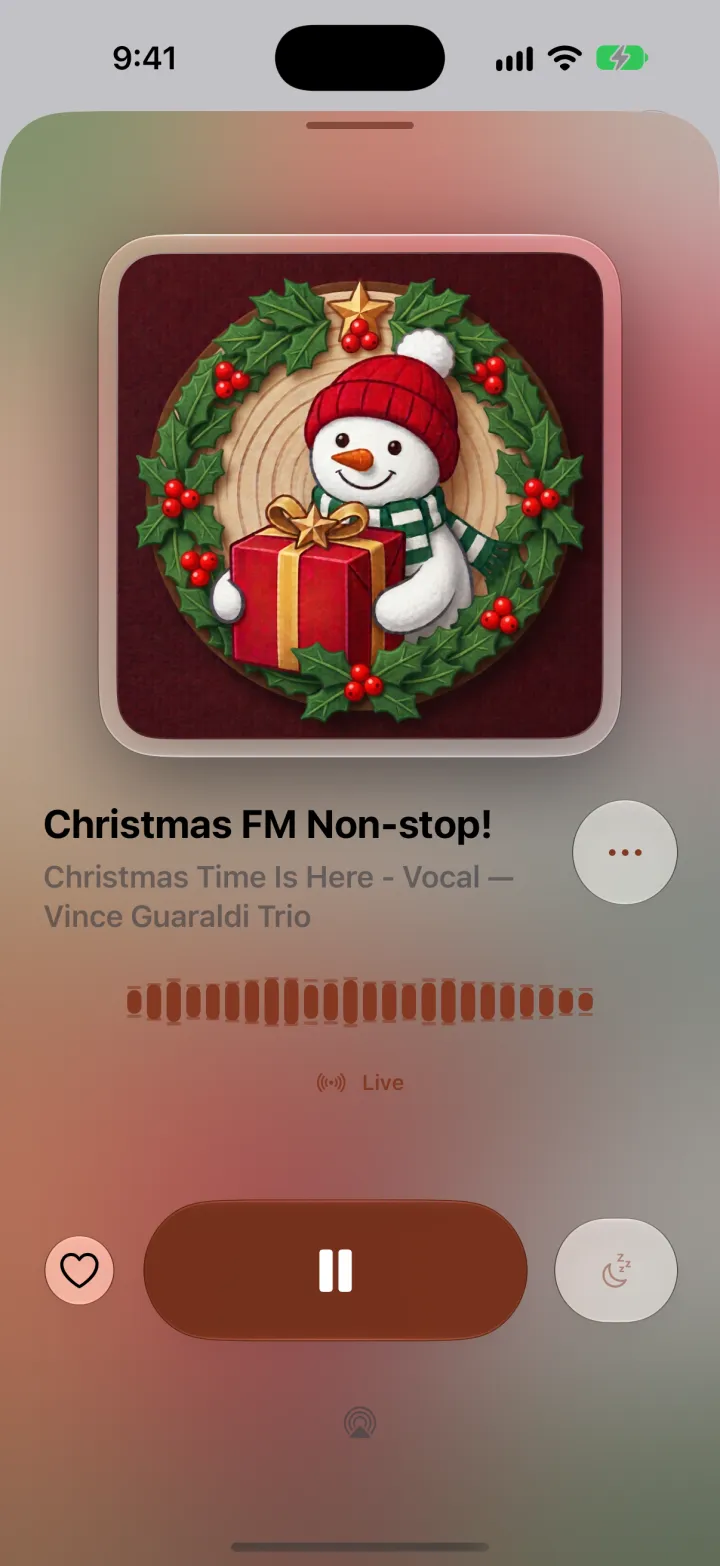 9:41
Christmas FM Non-stop!
Christmas Time Is Here - Vocal —
Vince Guaraldi Trio
Live
z z z